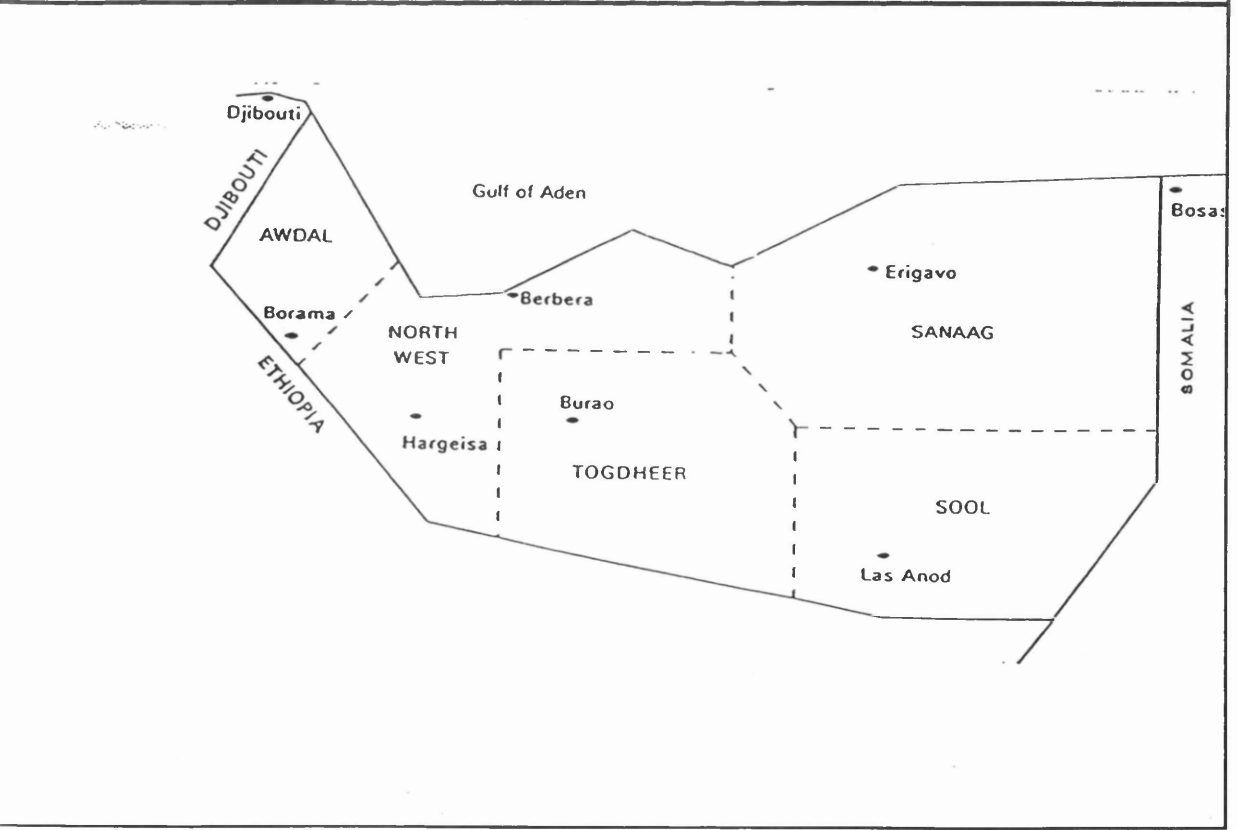 Djibouti
DJIBOUTI
Gulf of Aden
AWDAL
Erigavo
Berbera
Borama
NORTH
WEST
SANAAG
SOMALIA
ETHIOPIA
Burao
Hargeisa
TOGDHEER
SOOL
Las Anod